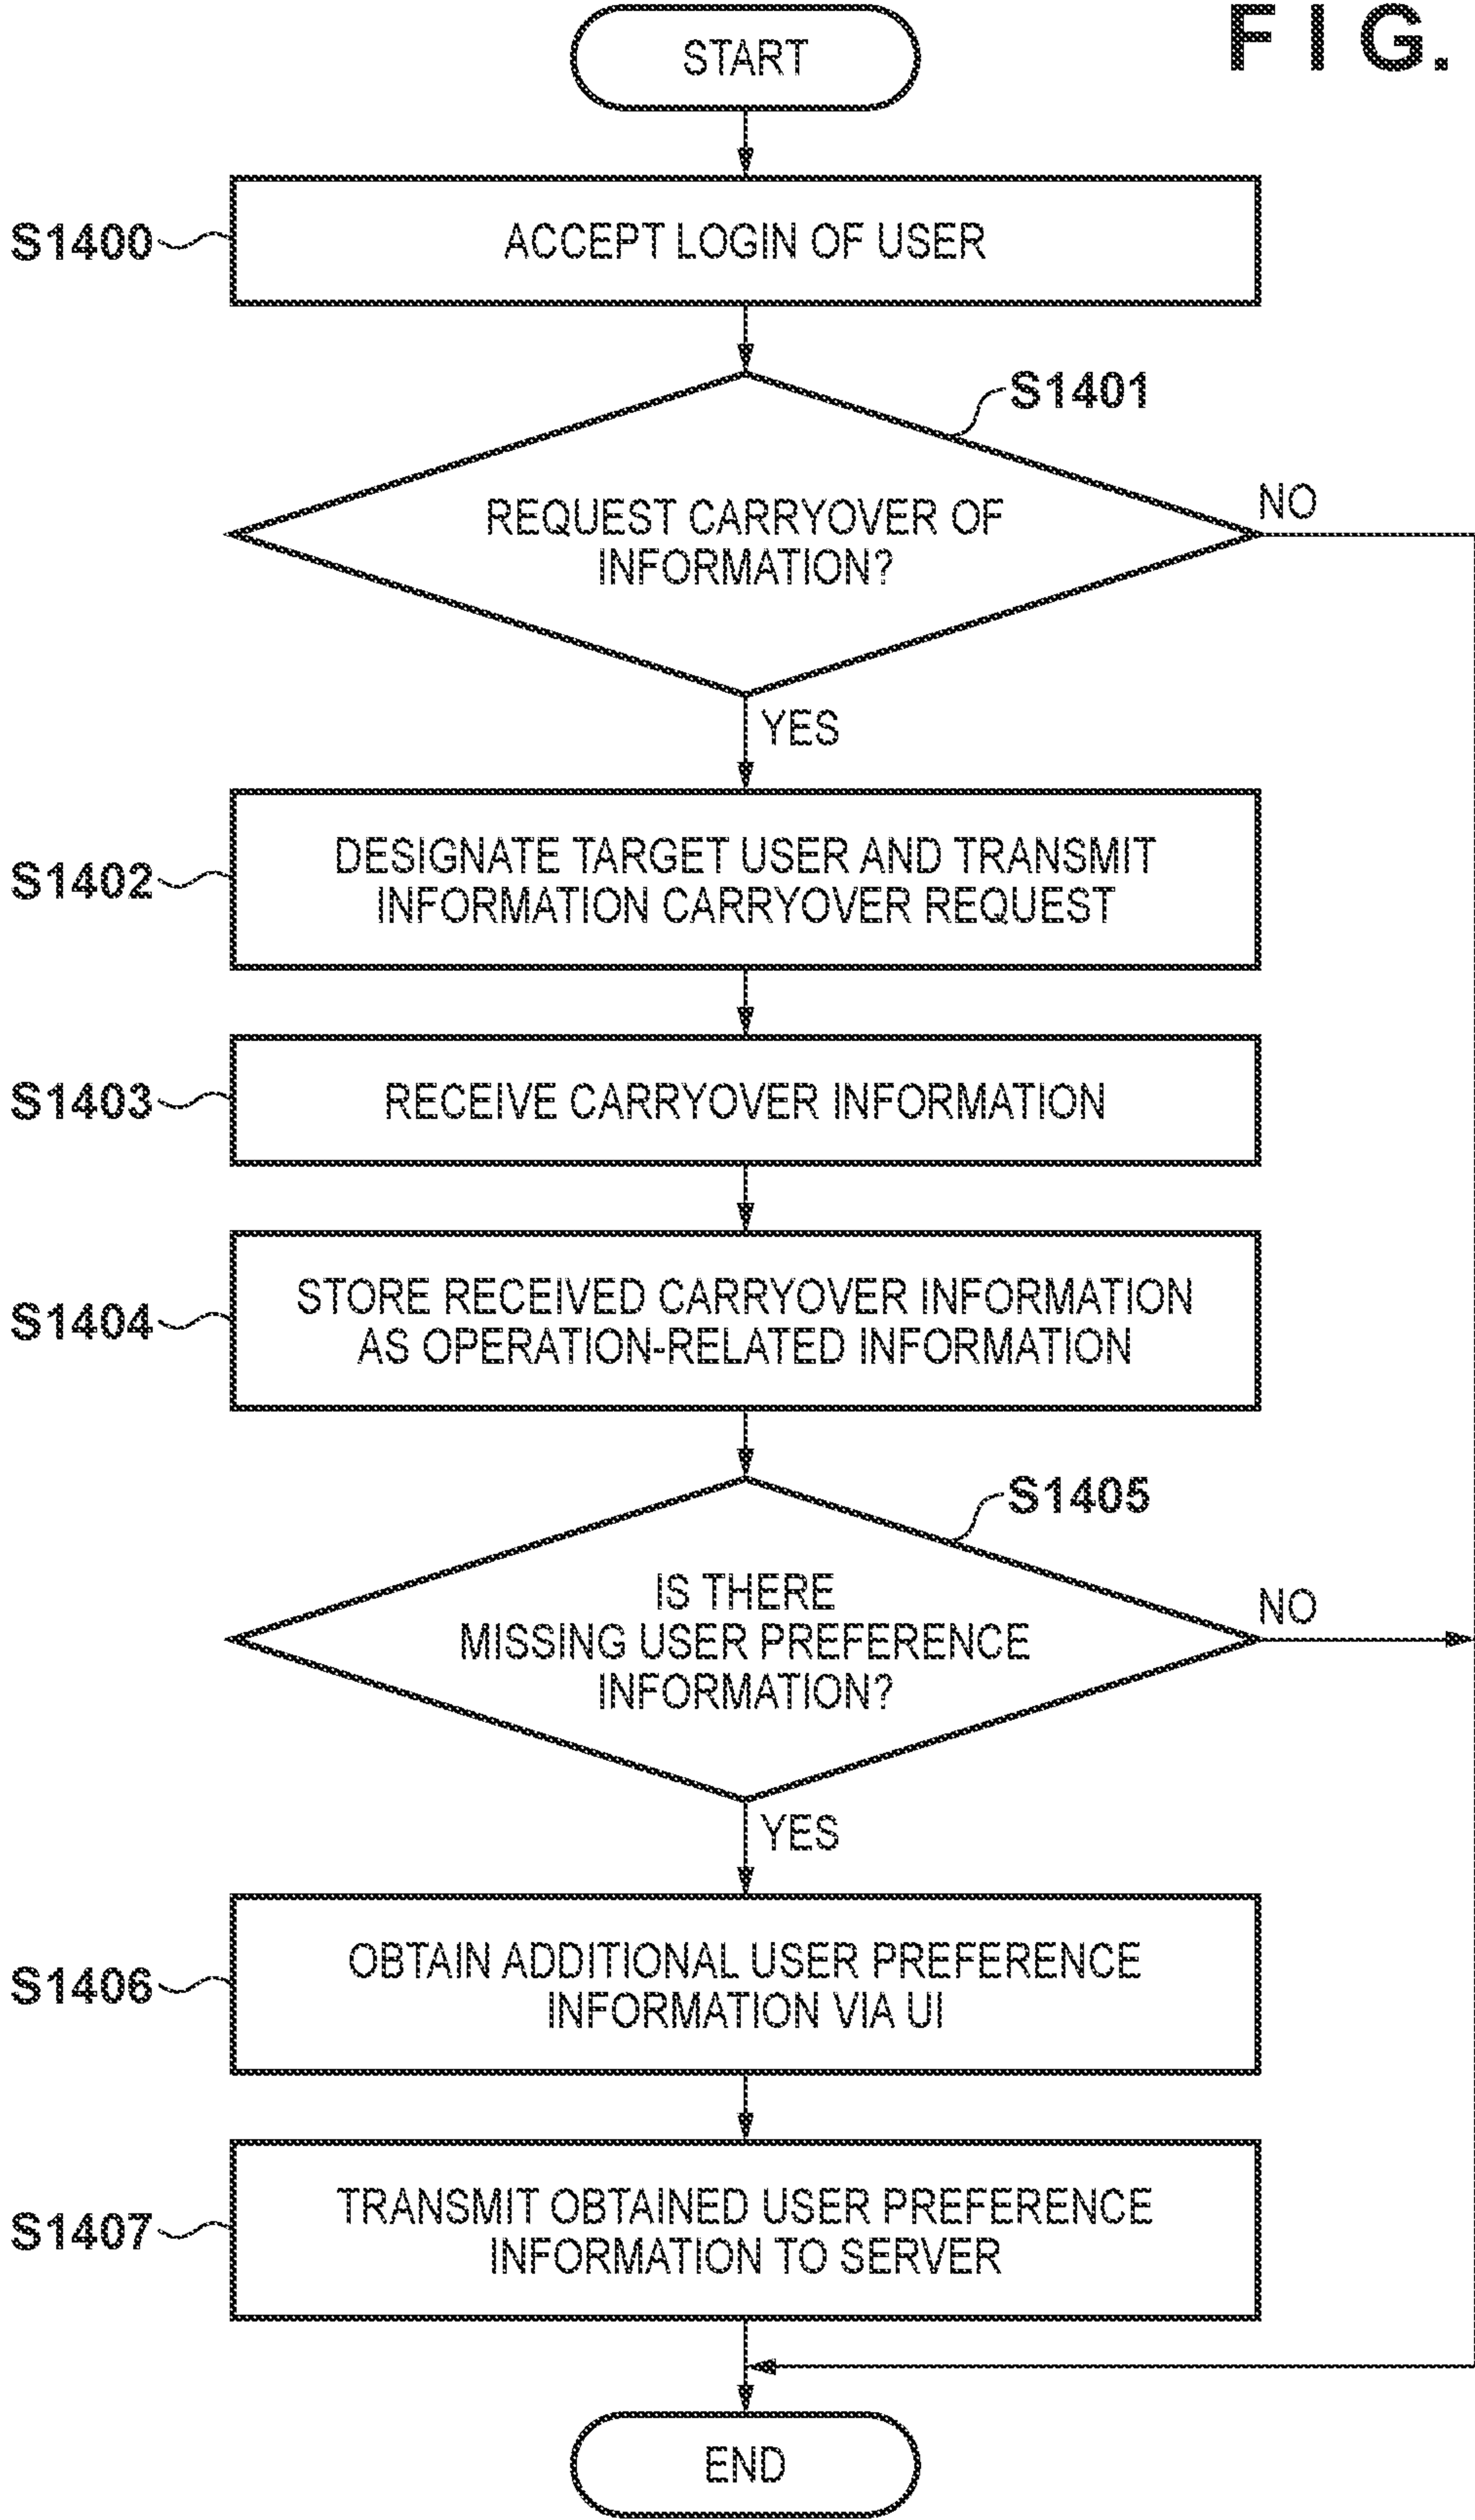 FIG.
START
S1400
ACCEPT LOGIN OF USER
S1401
REQUEST CARRYOVER OF
INFORMATION?
NO
YES
S1402
DESIGNATE TARGET USER AND TRANSMIT
INFORMATION CARRYOVER REQUEST
S1403
RECEIVE CARRYOVER INFORMATION
S1404
STORE RECEIVED CARRYOVER INFORMATION
AS OPERATION-RELATED INFORMATION
S1405
IS THERE
MISSING USER PREFERENCE
INFORMATION?
NO
YES
S1406
OBTAIN ADDITIONAL USER PREFERENCE
INFORMATION VIA UI
S1407
TRANSMIT OBTAINED USER PREFERENCE
INFORMATION TO SERVER
END